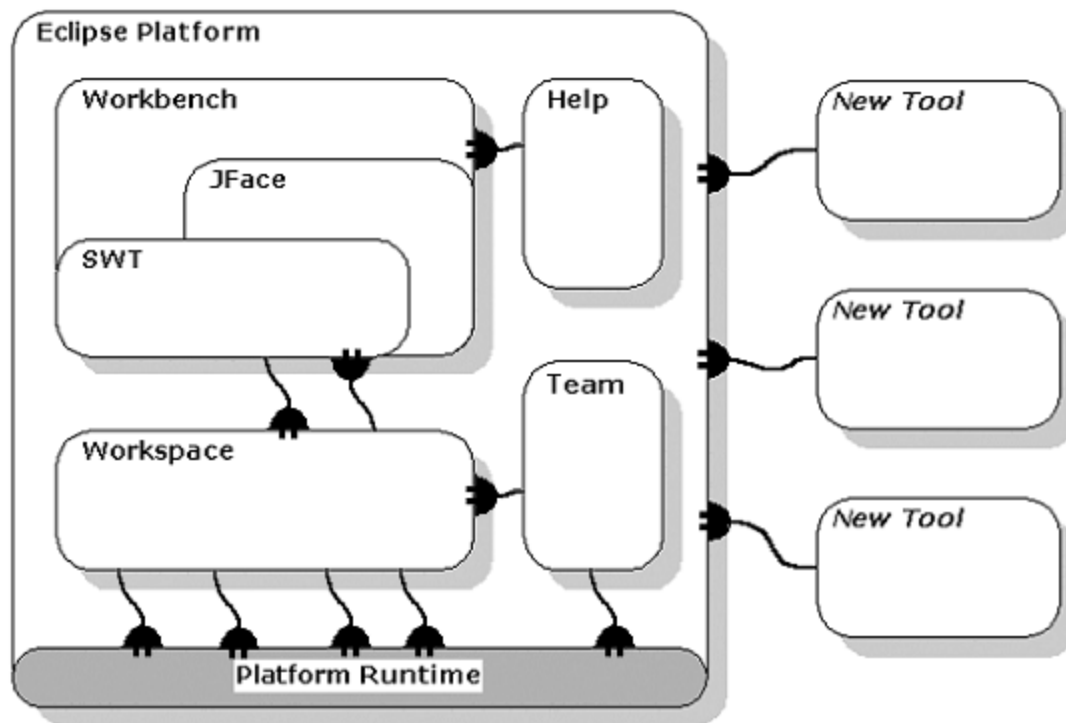 Eclipse Platform
Workbench
Help
New Tool
JFace
SWT
New Tool
Team
Workspace
New Tool
Platform Runtime